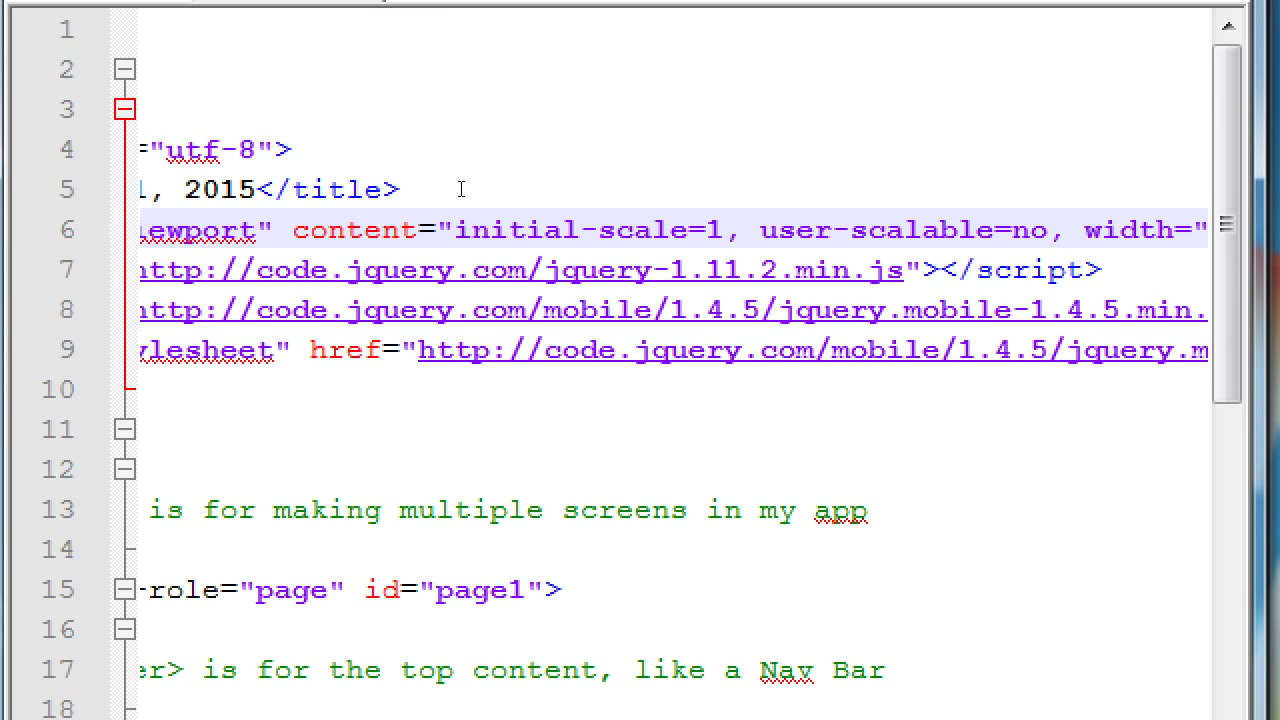 1
2
3
4 ="utf-8">
5 1, 2015</title>
6 iewport" content="initial-scale=1, user-scalable=no, width="
7 http://code.jquery.com/jquery-1.11.2.min.js"></script>
8 http://code.jquery.com/mobile/1.4.5/jquery.mobile-1.4.5.min.
9 ylesheet" href="http://code.jquery.com/mobile/1.4.5/jquery.m
10
11
12
13 is for making multiple screens in my app
14
15 -role="page" id="page1">
16
17 er> is for the top content, like a Nav Bar
18